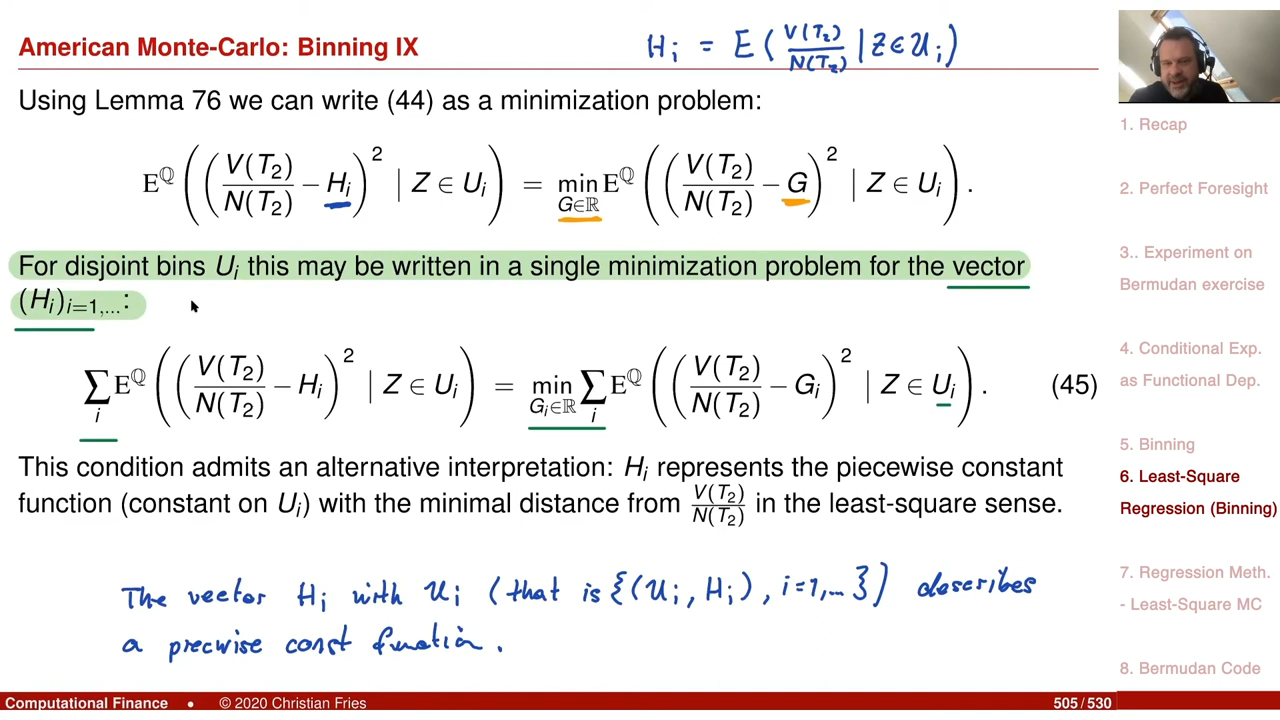 American Monte-Carlo: Binning IX
H_i = E ( V(T_2)/N(T_2) | Z ∈ U_i )
Using Lemma 76 we can write (44) as a minimization problem:
E^ℚ ( ( V(T_2)/N(T_2) − H_i )^2 | Z ∈ U_i ) = min_{G∈ℝ} E^ℚ ( ( V(T_2)/N(T_2) − G )^2 | Z ∈ U_i ) .
For disjoint bins U_i this may be written in a single minimization problem for the vector
(H_i)_{i=1,...} :
∑_i E^ℚ ( ( V(T_2)/N(T_2) − H_i )^2 | Z ∈ U_i ) = min_{G_i∈ℝ} ∑_i E^ℚ ( ( V(T_2)/N(T_2) − G_i )^2 | Z ∈ U_i ) . (45)
This condition admits an alternative interpretation: H_i represents the piecewise constant
function (constant on U_i) with the minimal distance from V(T_2)/N(T_2) in the least-square sense.
The vector H_i with U_i (that is {(U_i, H_i), i=1,... }) describes
a precwise const function.
1. Recap
2. Perfect Foresight
3.. Experiment on
Bermudan exercise
4. Conditional Exp.
as Functional Dep.
5. Binning
6. Least-Square
Regression (Binning)
7. Regression Meth.
- Least-Square MC
8. Bermudan Code
Computational Finance • © 2020 Christian Fries 505 / 530